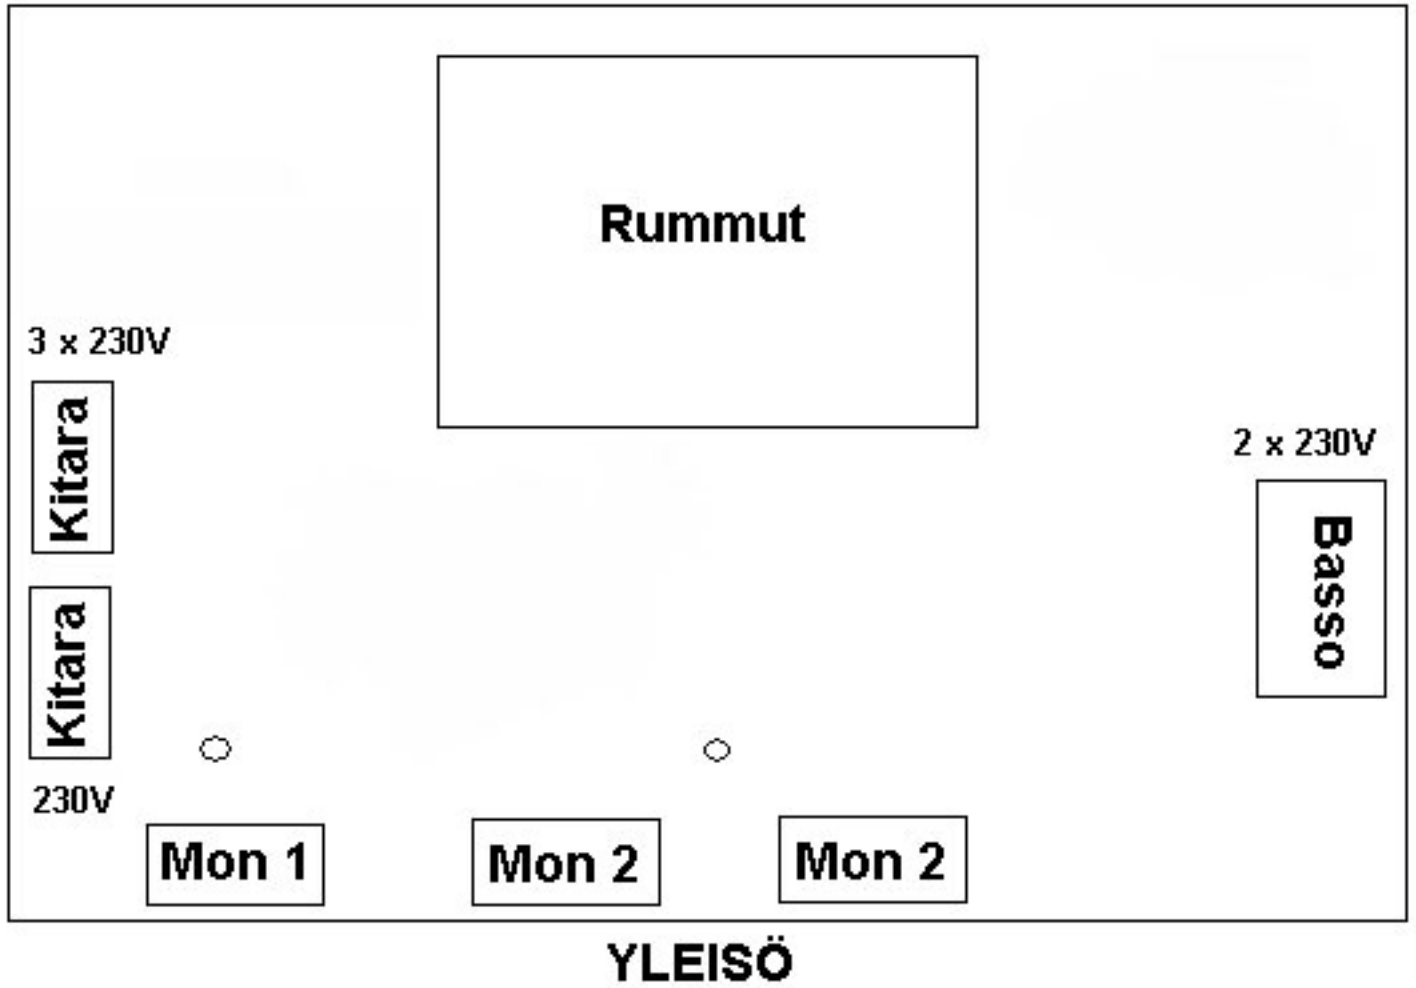 Rummut
3 x 230V
Kitara
2 x 230V
Basso
Kitara
230V
Mon 1
Mon 2
Mon 2
YLEISÖ